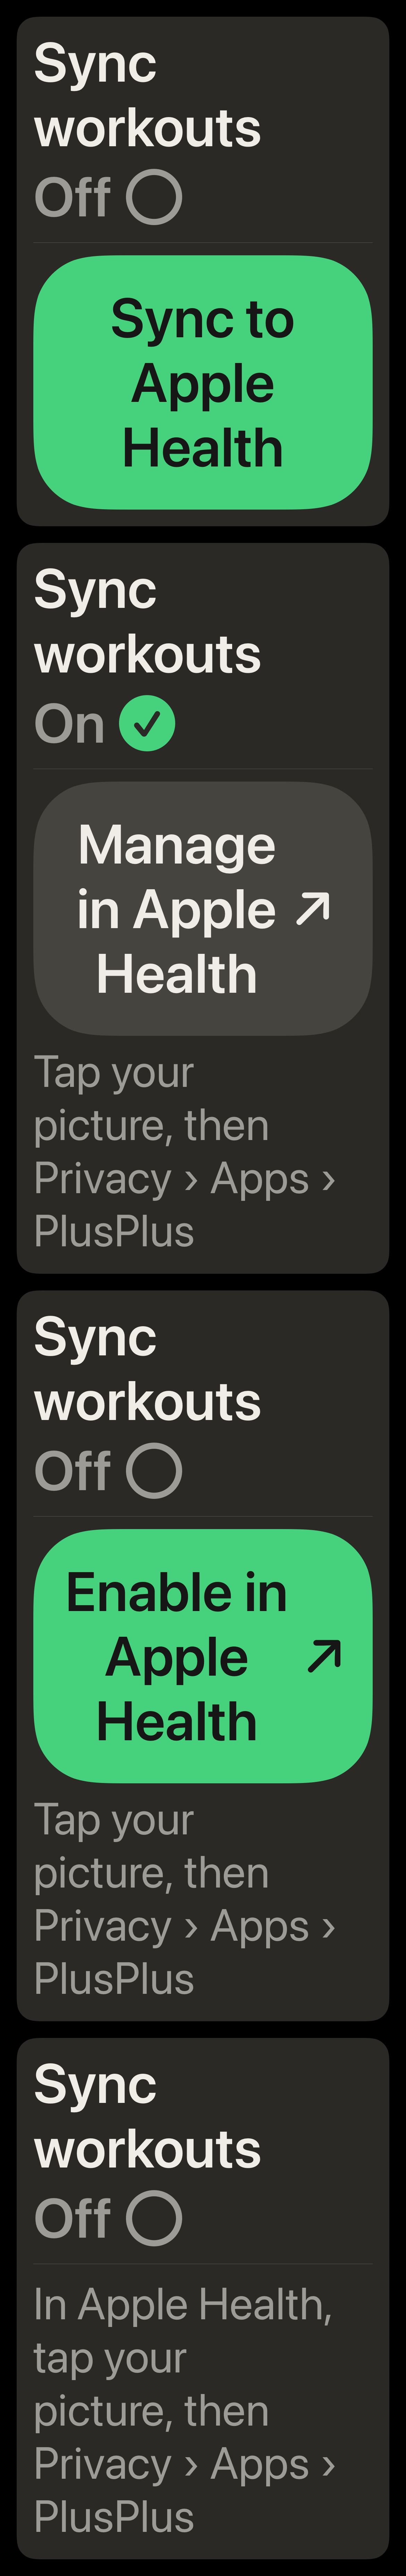 Sync
workouts
Off
Sync to
Apple
Health
Sync
workouts
On
Manage
in Apple
Health
Tap your
picture, then
Privacy › Apps ›
PlusPlus
Sync
workouts
Off
Enable in
Apple
Health
Tap your
picture, then
Privacy › Apps ›
PlusPlus
Sync
workouts
Off
In Apple Health,
tap your
picture, then
Privacy › Apps ›
PlusPlus